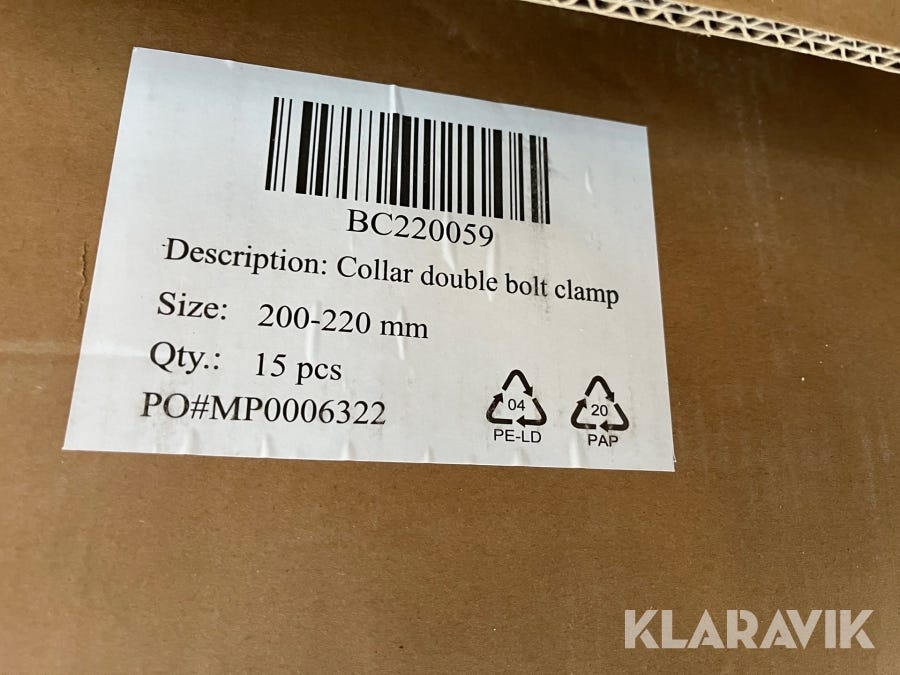 BC220059
Description: Collar double bolt clamp
Size: 200-220 mm
Qty.: 15 pcs
PO#MP0006322
04
PE-LD
20
PAP
KLARAVIK